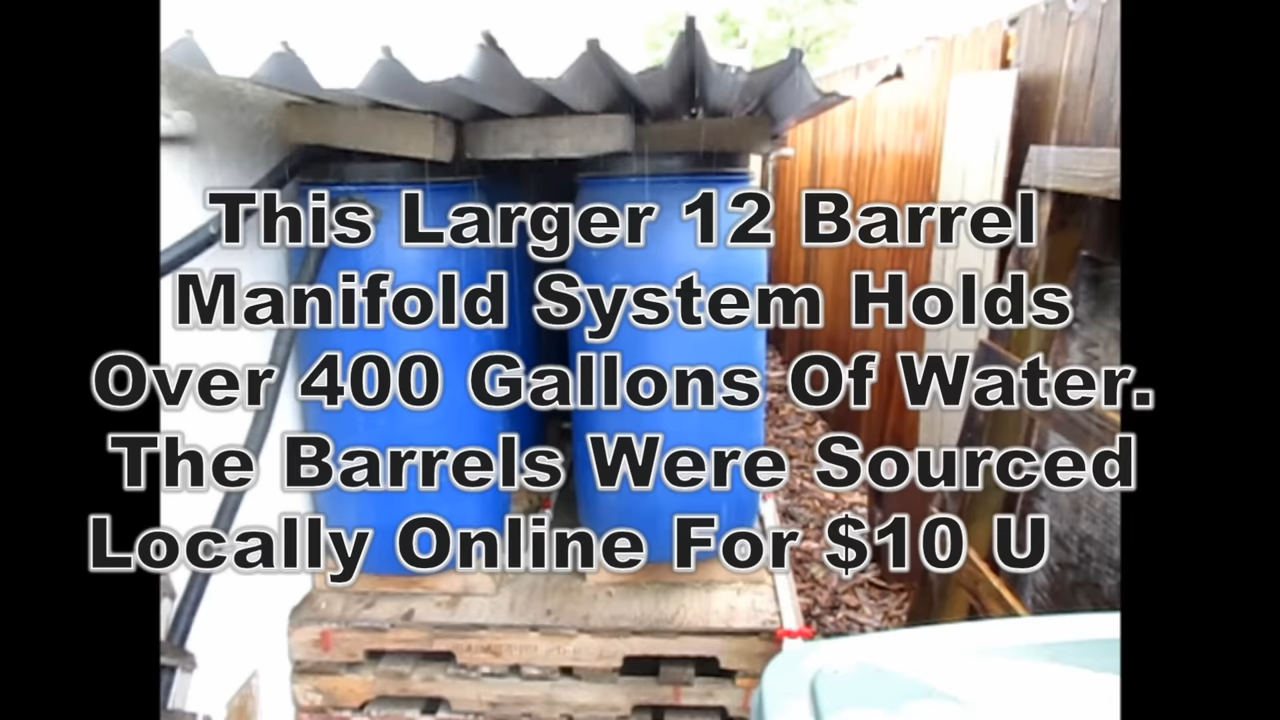 This Larger 12 Barrel
Manifold System Holds
Over 400 Gallons Of Water.
The Barrels Were Sourced
Locally Online For $10 U